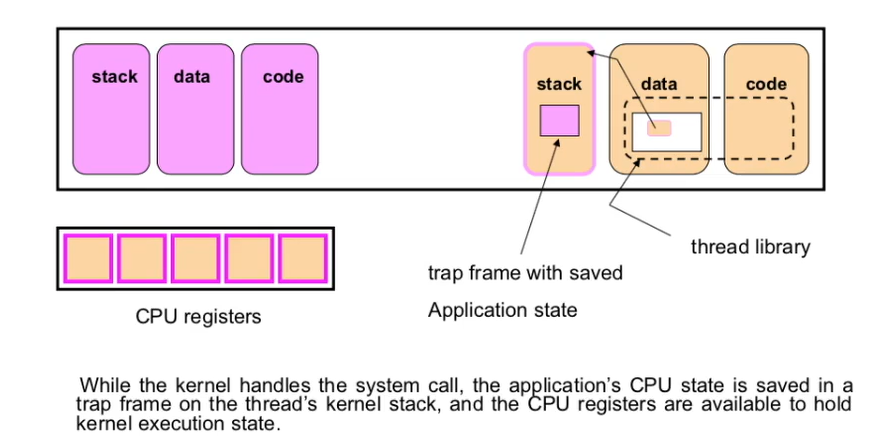 stack
data
code
stack
data
code
thread library
trap frame with saved
Application state
CPU registers
While the kernel handles the system call, the application's CPU state is saved in a
trap frame on the thread's kernel stack, and the CPU registers are available to hold
kernel execution state.